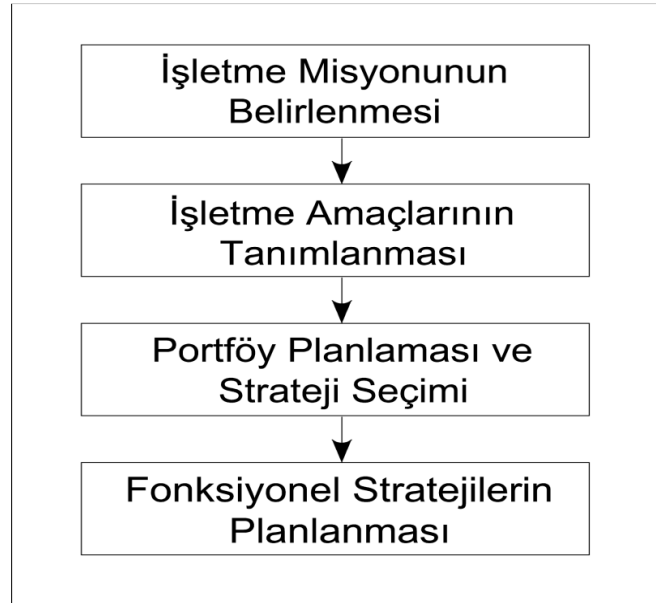 İşletme Misyonunun
Belirlenmesi
İşletme Amaçlarının
Tanımlanması
Portföy Planlaması ve
Strateji Seçimi
Fonksiyonel Stratejilerin
Planlanması